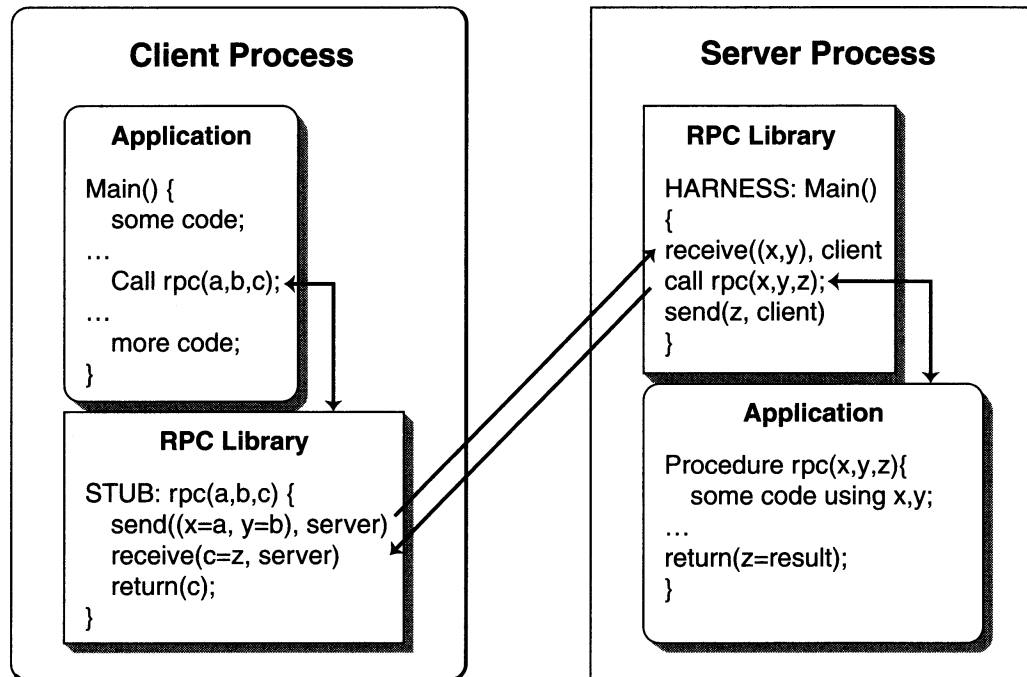 Client Process
Application
Main() {
some code;
...
Call rpc(a,b,c);
...
more code;
}
RPC Library
STUB: rpc(a,b,c) {
send((x=a, y=b), server)
receive(c=z, server)
return(c);
}
Server Process
RPC Library
HARNESS: Main()
{
receive((x,y), client
call rpc(x,y,z);
send(z, client)
}
Application
Procedure rpc(x,y,z){
some code using x,y;
...
return(z=result);
}